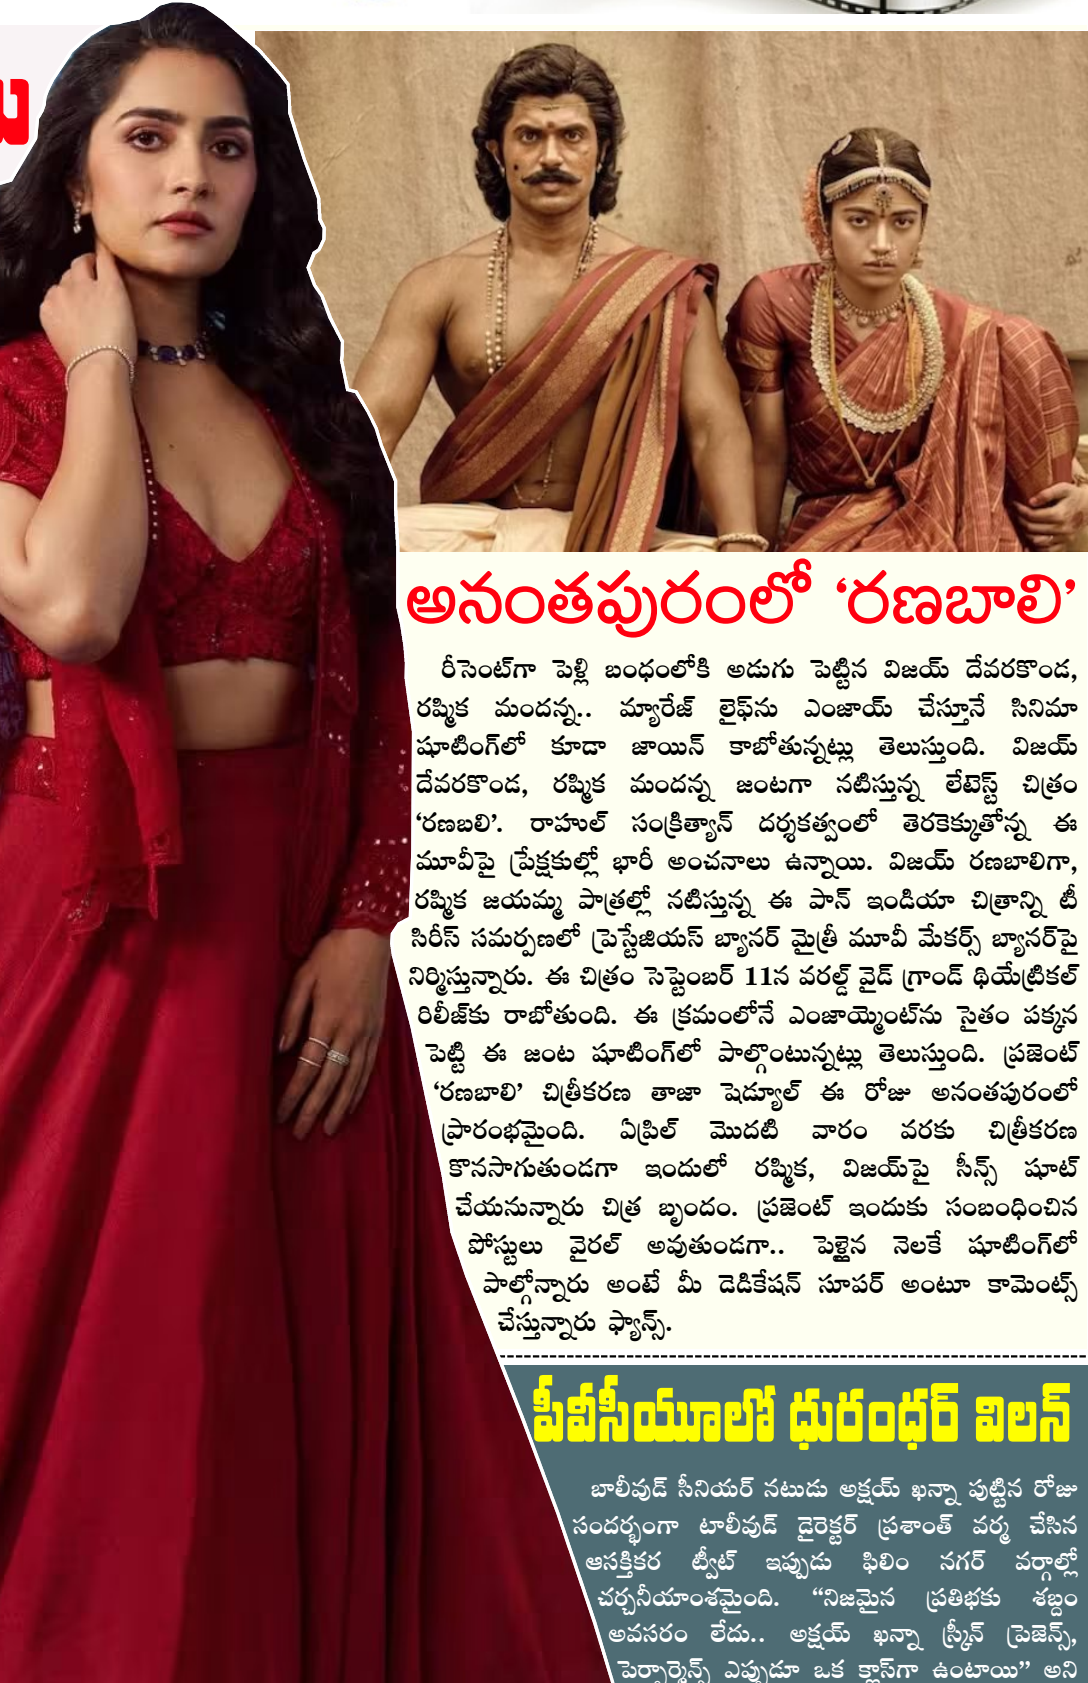 అనంతపురంలో ‘రణబాలి’
రీసెంట్‌గా పెళ్లి బంధంలోకి అడుగు పెట్టిన విజయ్ దేవరకొండ,
రష్మిక మందన్న.. మ్యారేజ్ లైఫ్‌ను ఎంజాయ్ చేస్తూనే సినిమా
షూటింగ్‌లో కూడా జాయిన్ కాబోతున్నట్లు తెలుస్తుంది. విజయ్
దేవరకొండ, రష్మిక మందన్న జంటగా నటిస్తున్న లేటెస్ట్ చిత్రం
‘రణబలి’. రాహుల్ సంక్రిత్యాన్ దర్శకత్వంలో తెరకెక్కుతోన్న ఈ
మూవీపై ప్రేక్షకుల్లో భారీ అంచనాలు ఉన్నాయి. విజయ్ రణబాలిగా,
రష్మిక జయమ్మ పాత్రల్లో నటిస్తున్న ఈ పాన్ ఇండియా చిత్రాన్ని టీ
సిరీస్ సమర్పణలో ప్రెస్టేజియస్ బ్యానర్ మైత్రీ మూవీ మేకర్స్ బ్యానర్‌పై
నిర్మిస్తున్నారు. ఈ చిత్రం సెప్టెంబర్ 11న వరల్డ్ వైడ్ గ్రాండ్ థియేట్రికల్
రిలీజ్‌కు రాబోతుంది. ఈ క్రమంలోనే ఎంజాయ్మెంట్‌ను సైతం పక్కన
పెట్టి ఈ జంట షూటింగ్‌లో పాల్గొంటున్నట్లు తెలుస్తుంది. ప్రజెంట్
‘రణబాలి’ చిత్రీకరణ తాజా షెడ్యూల్ ఈ రోజు అనంతపురంలో
ప్రారంభమైంది. ఏప్రిల్ మొదటి వారం వరకు చిత్రీకరణ
కొనసాగుతుండగా ఇందులో రష్మిక, విజయ్‌పై సీన్స్ షూట్
చేయనున్నారు చిత్ర బృందం. ప్రజెంట్ ఇందుకు సంబంధించిన
పోస్టులు వైరల్ అవుతుండగా.. పెళ్లైన నెలకే షూటింగ్‌లో
పాల్గోన్నారు అంటే మీ డెడికేషన్ సూపర్ అంటూ కామెంట్స్
చేస్తున్నారు ఫ్యాన్స్.
పీవీసీయూలో ధురంధర్ విలన్
బాలీవుడ్ సీనియర్ నటుడు అక్షయ్ ఖన్నా పుట్టిన రోజు
సందర్భంగా టాలీవుడ్ డైరెక్టర్ ప్రశాంత్ వర్మ చేసిన
ఆసక్తికర ట్వీట్ ఇప్పుడు ఫిలిం నగర్ వర్గాల్లో
చర్చనీయాంశమైంది. “నిజమైన ప్రతిభకు శబ్దం
అవసరం లేదు.. అక్షయ్ ఖన్నా స్క్రీన్ ప్రెజెన్స్,
పెర్ఫార్మెన్స్ ఎప్పుడూ ఒక క్లాస్‌గా ఉంటాయి” అని